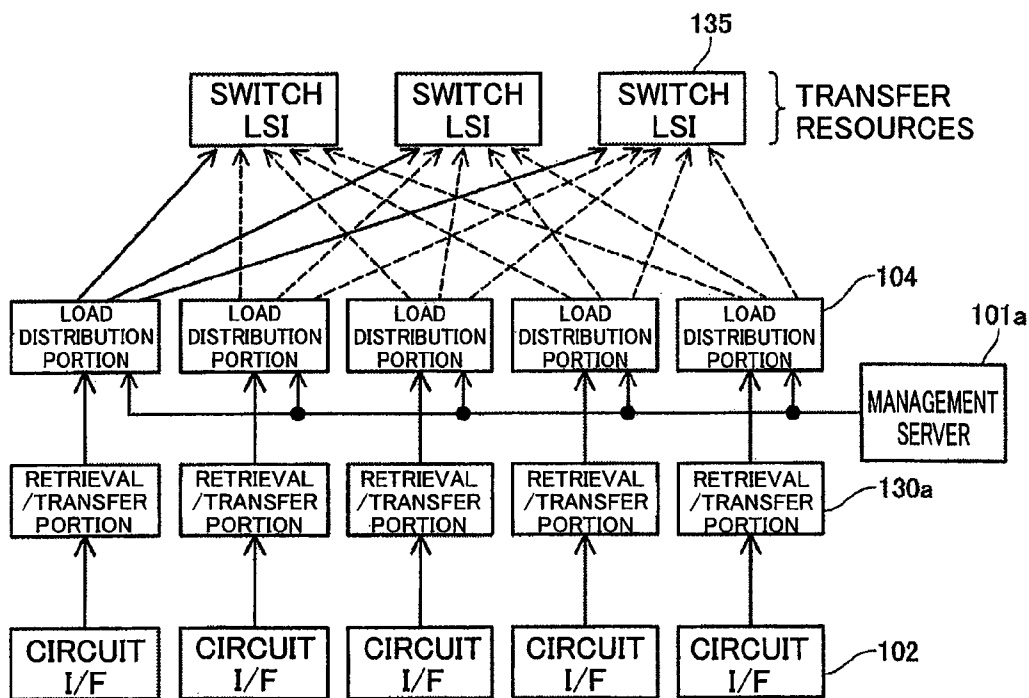 135
SWITCH
LSI
SWITCH
LSI
SWITCH
LSI
TRANSFER
RESOURCES
104
LOAD
DISTRIBUTION
PORTION
LOAD
DISTRIBUTION
PORTION
LOAD
DISTRIBUTION
PORTION
LOAD
DISTRIBUTION
PORTION
LOAD
DISTRIBUTION
PORTION
101a
MANAGEMENT
SERVER
RETRIEVAL
/TRANSFER
PORTION
RETRIEVAL
/TRANSFER
PORTION
RETRIEVAL
/TRANSFER
PORTION
RETRIEVAL
/TRANSFER
PORTION
RETRIEVAL
/TRANSFER
PORTION
130a
CIRCUIT
I/F
CIRCUIT
I/F
CIRCUIT
I/F
CIRCUIT
I/F
CIRCUIT
I/F
102